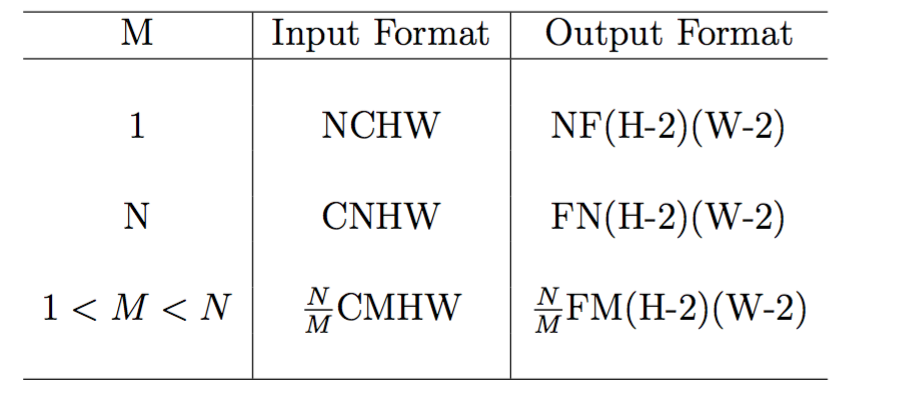 M Input Format Output Format
1 NCHW NF(H-2)(W-2)
N CNHW FN(H-2)(W-2)
1 < M < N N/M CMHW N/M FM(H-2)(W-2)